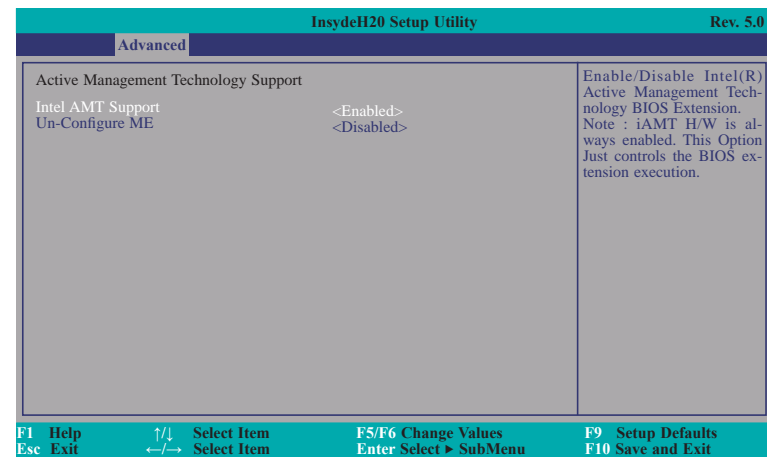 InsydeH20 Setup Utility Rev. 5.0
Advanced
Active Management Technology Support
Intel AMT Support <Enabled>
Un-Configure ME <Disabled>
Enable/Disable Intel(R)
Active Management Tech-
nology BIOS Extension.
Note : iAMT H/W is al-
ways enabled. This Option
Just controls the BIOS ex-
tension execution.
F1 Help ↑/↓ Select Item F5/F6 Change Values F9 Setup Defaults
Esc Exit ←/→ Select Item Enter Select ▶ SubMenu F10 Save and Exit